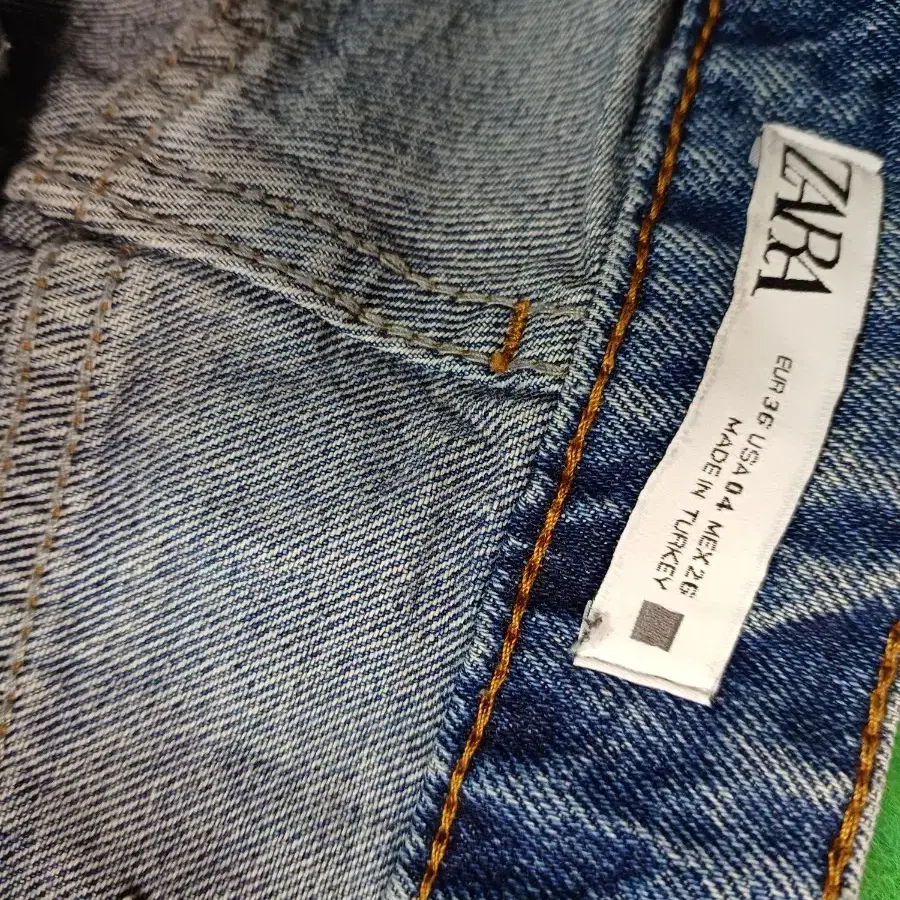 ZARA
EUR 36 USA 04 MEX 26
MADE IN TURKEY